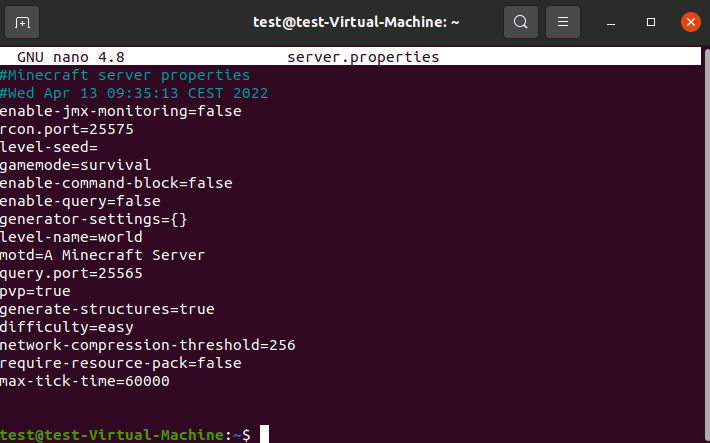 test@test-Virtual-Machine: ~
GNU nano 4.8 server.properties
#Minecraft server properties
#Wed Apr 13 09:35:13 CEST 2022
enable-jmx-monitoring=false
rcon.port=25575
level-seed=
gamemode=survival
enable-command-block=false
enable-query=false
generator-settings={}
level-name=world
motd=A Minecraft Server
query.port=25565
pvp=true
generate-structures=true
difficulty=easy
network-compression-threshold=256
require-resource-pack=false
max-tick-time=60000
test@test-Virtual-Machine:~$